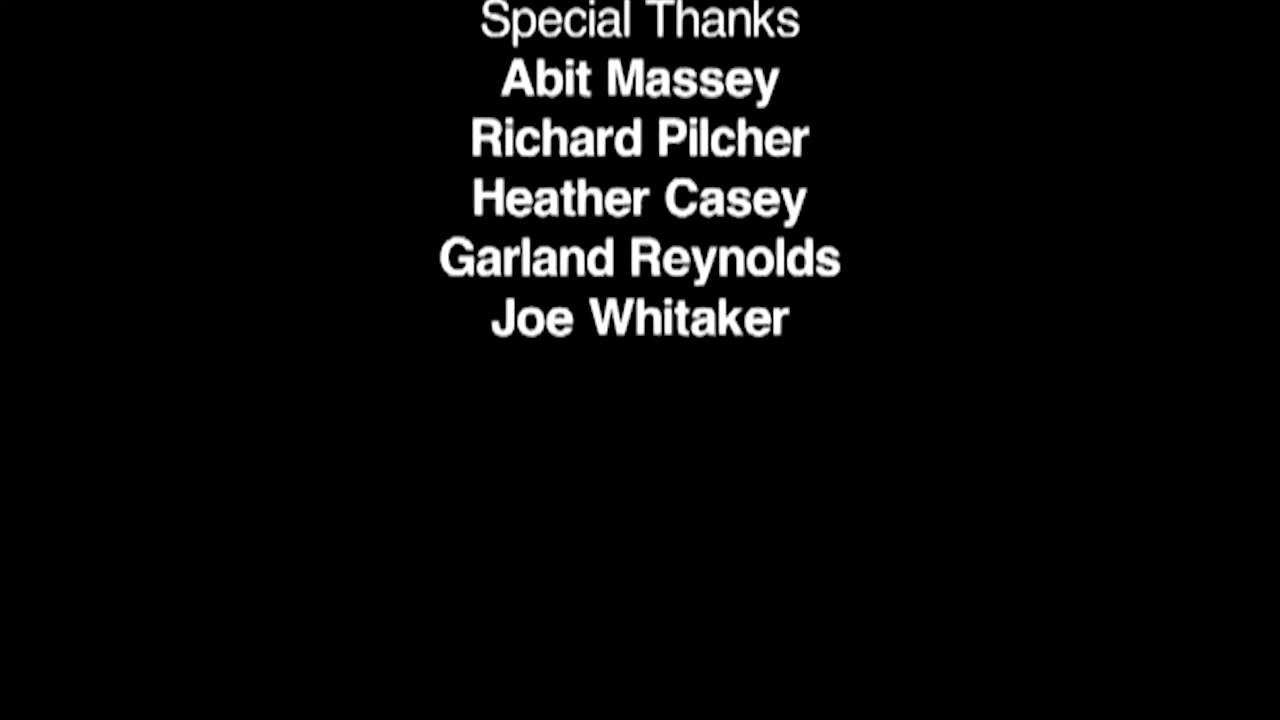 Special Thanks
Abit Massey
Richard Pilcher
Heather Casey
Garland Reynolds
Joe Whitaker